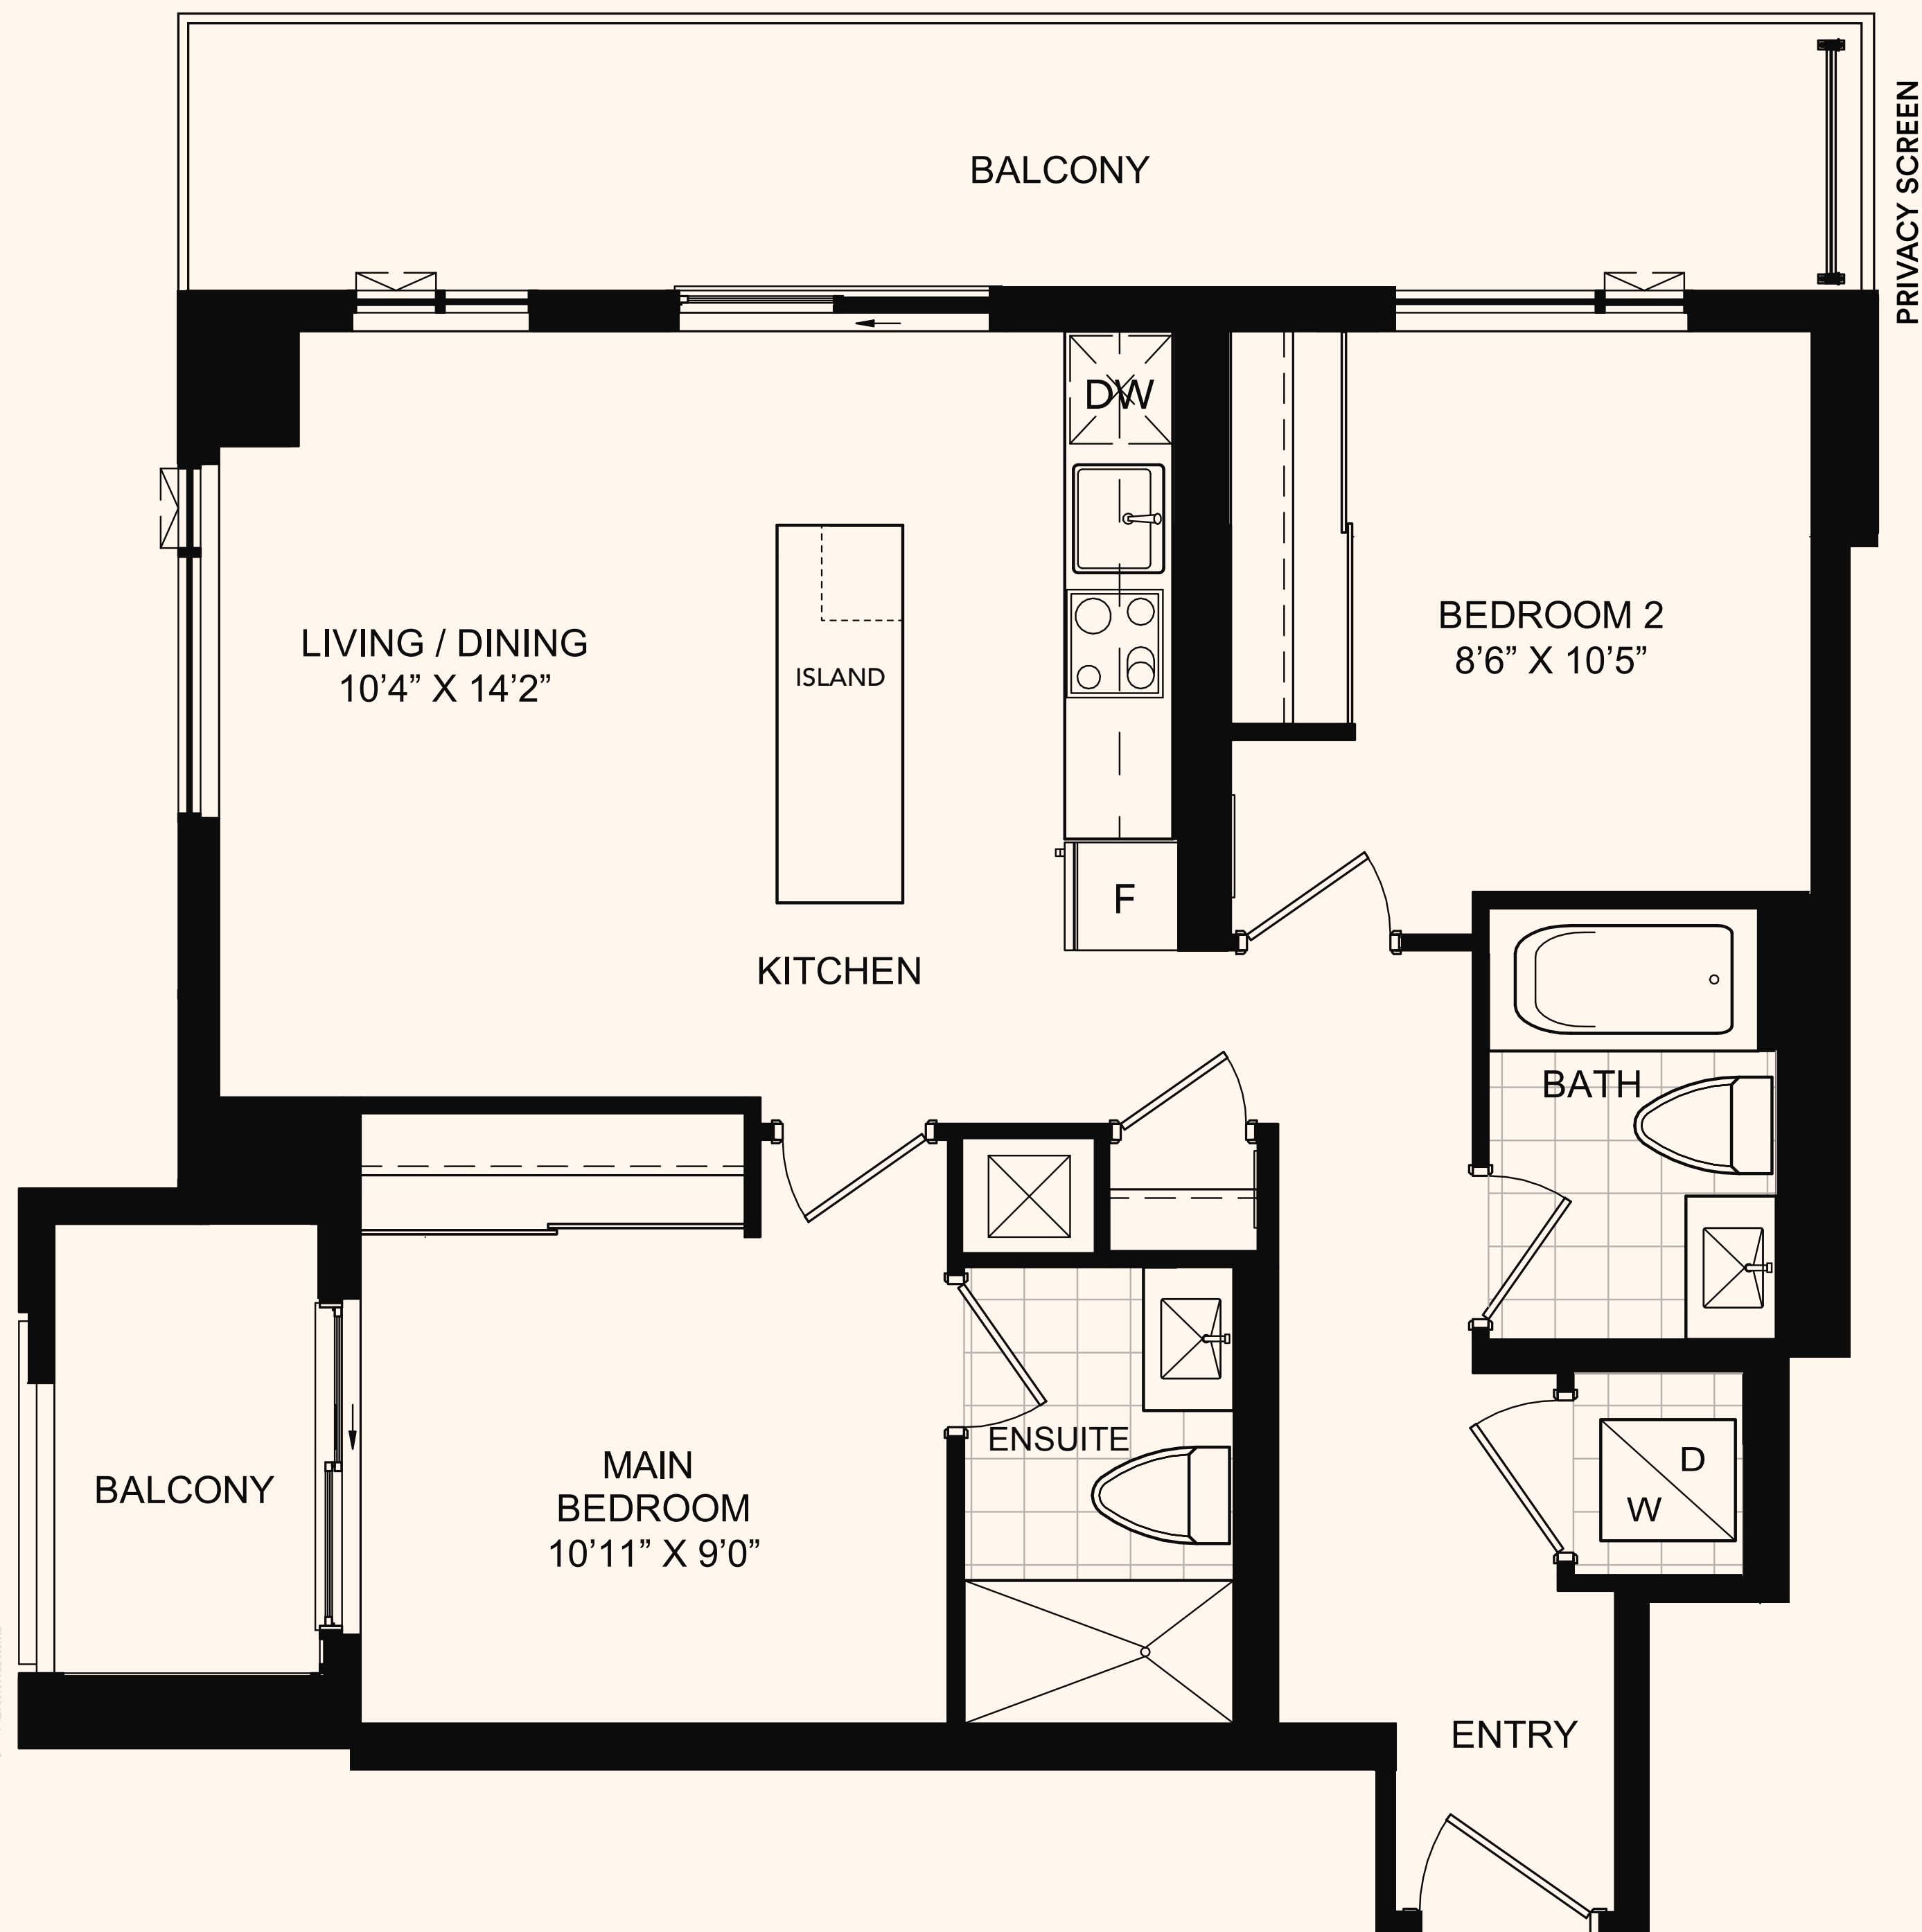 BALCONY
PRIVACY SCREEN
DW
BEDROOM 2
8’6” X 10’5”
LIVING / DINING
10’4” X 14’2”
ISLAND
F
KITCHEN
BATH
ENSUITE
MAIN
BEDROOM
10’11” X 9’0”
BALCONY
D
W
ENTRY